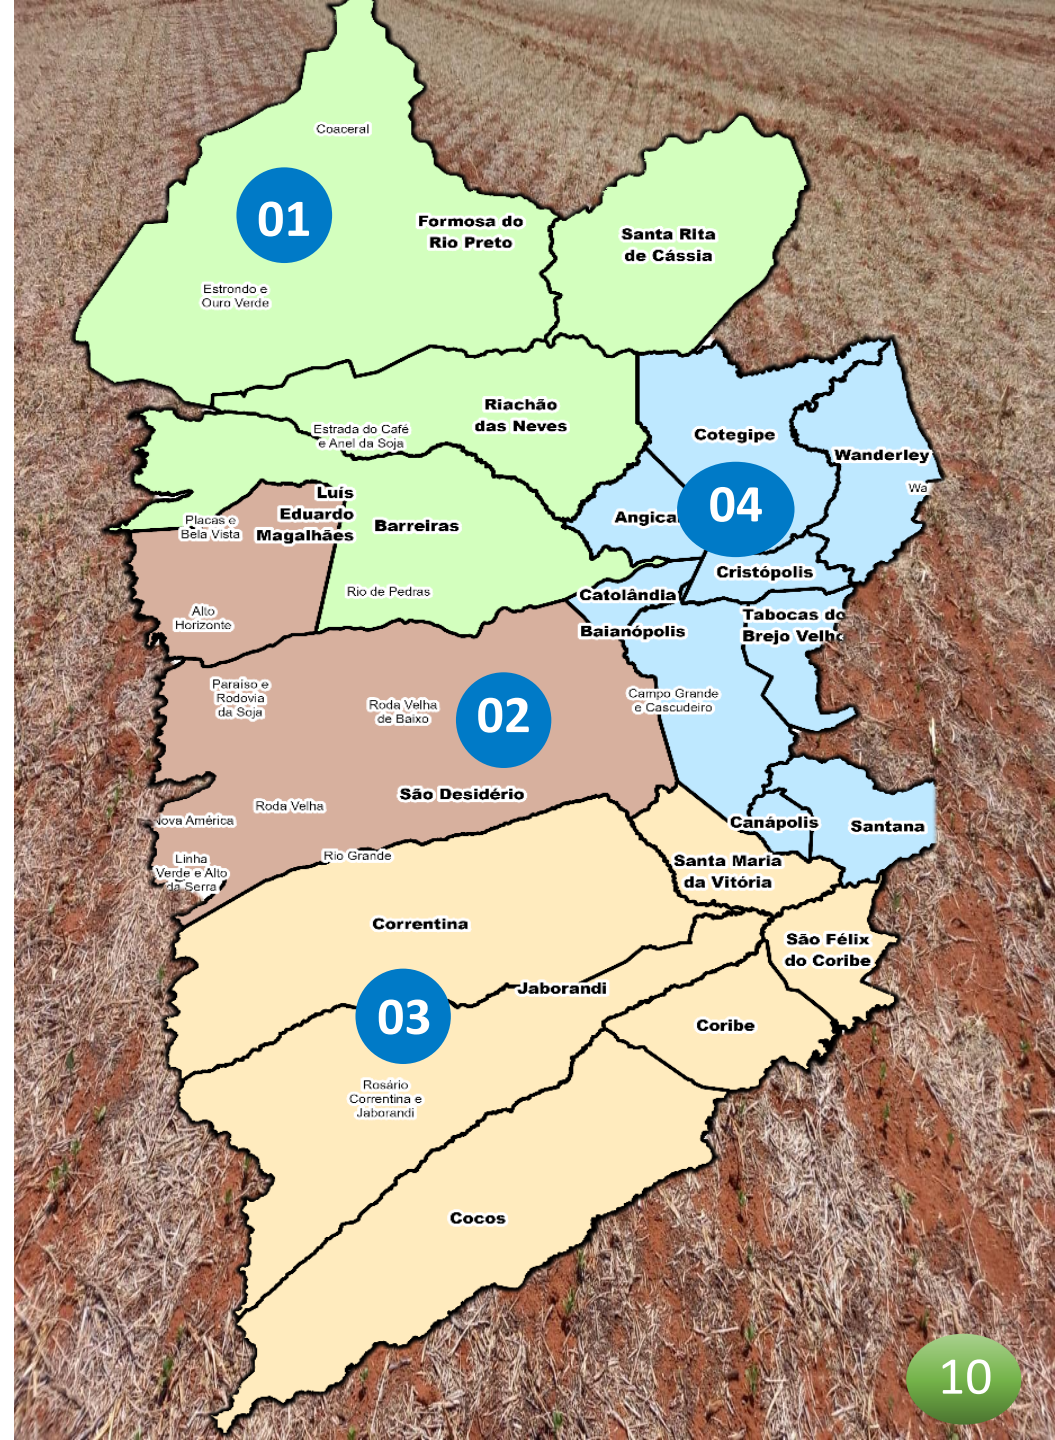 Coaceral
01
Formosa do
Rio Preto
Santa Rita
de Cássia
Estrondo e
Ouro Verde
Riachão
das Neves
Estrada do Café
e Anel da Soja
Cotegipe
Wanderley
Wa
Luís
Eduardo
Magalhães
Placas e
Bela Vista
Barreiras
Angica
04
Cristópolis
Rio de Pedras
Catolândia
Alto
Horizonte
Baianópolis
Tabocas do
Brejo Velho
Paraíso e
Rodovia
da Soja
Roda Velha
de Baixo
02
Campo Grande
e Cascudeiro
São Desidério
Roda Velha
Nova América
Canápolis
Santana
Rio Grande
Linha
Verde e Alto
da Serra
Santa Maria
da Vitória
Correntina
São Félix
do Coribe
Jaborandi
03
Coribe
Rosário
Correntina e
Jaborandi
Cocos
10